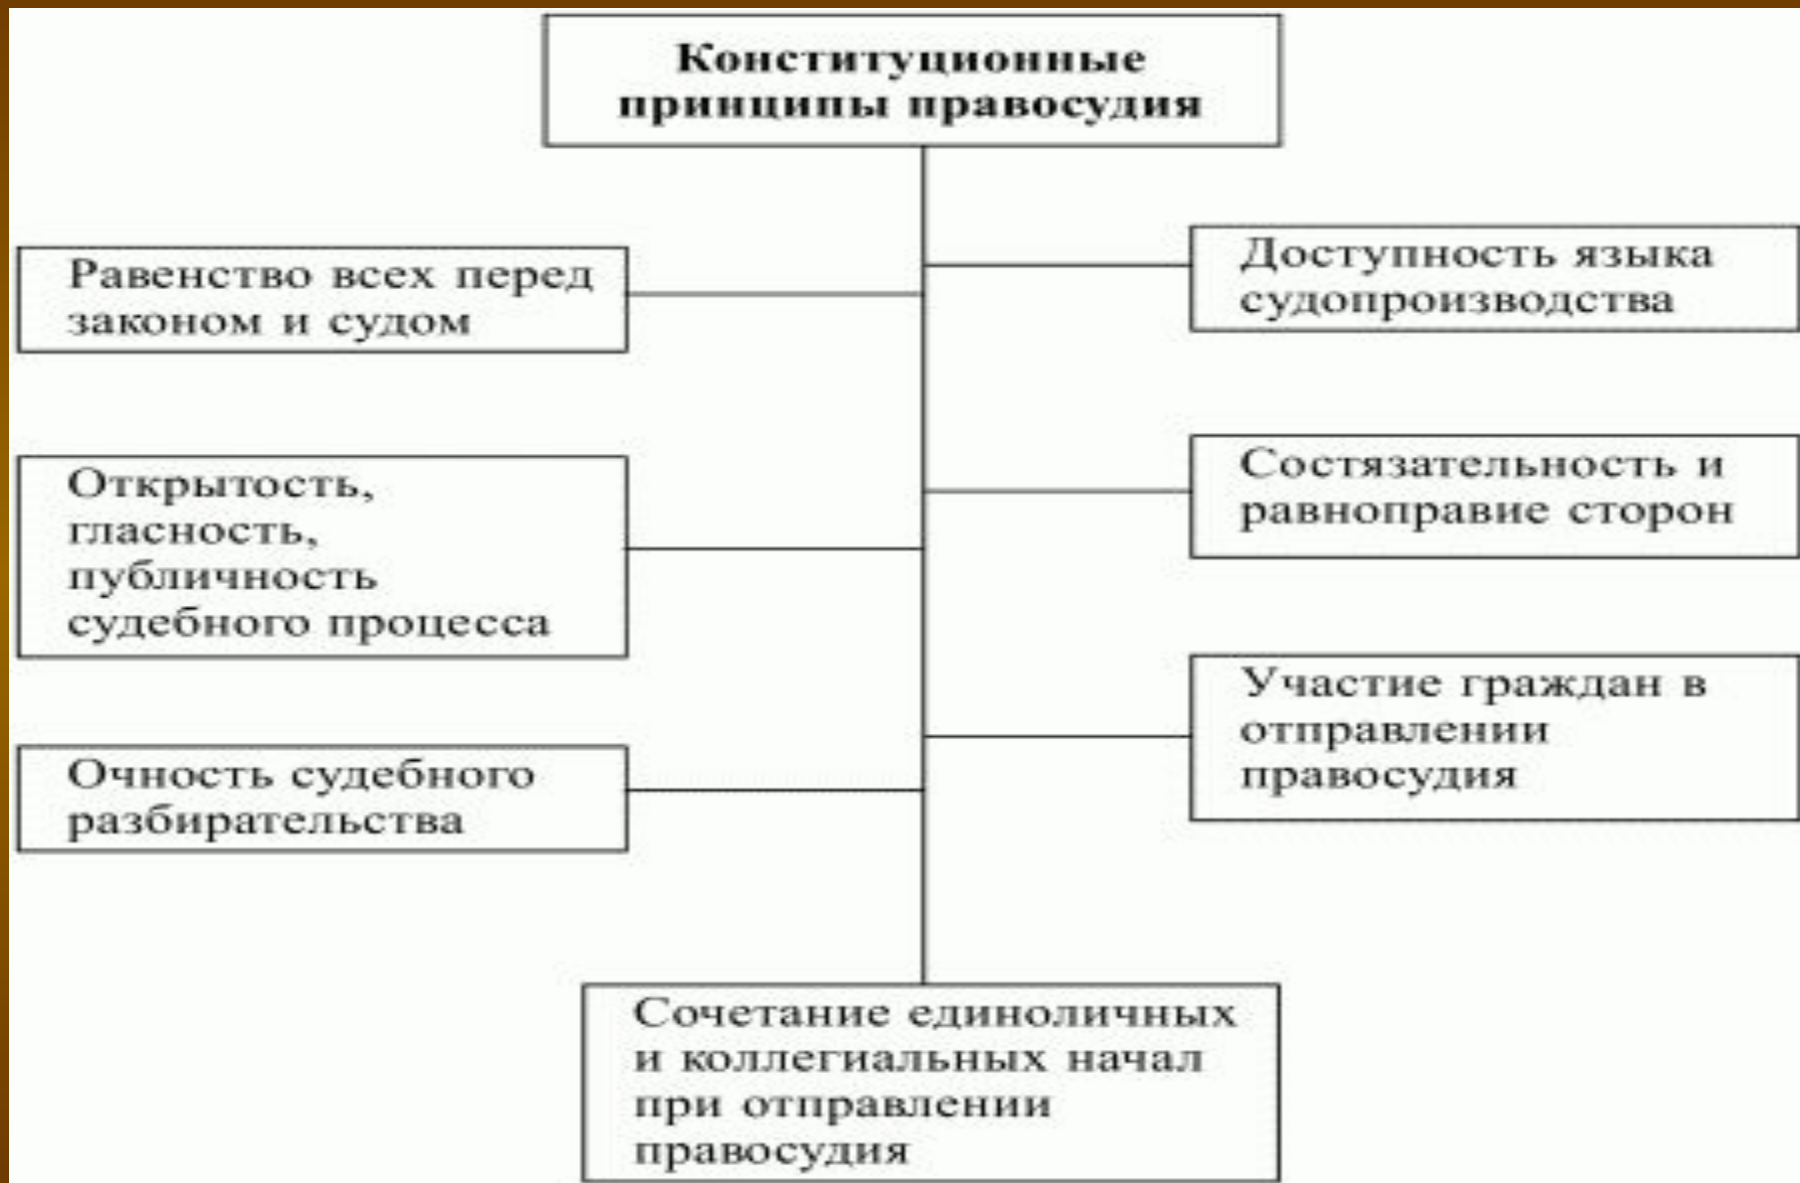 Конституционные
принципы правосудия
Равенство всех перед
законом и судом
Доступность языка
судопроизводства
Открытость,
гласность,
публичность
судебного процесса
Состязательность и
равноправие сторон
Очность судебного
разбирательства
Участие граждан в
отправлении
правосудия
Сочетание единоличных
и коллегиальных начал
при отправлении
правосудия